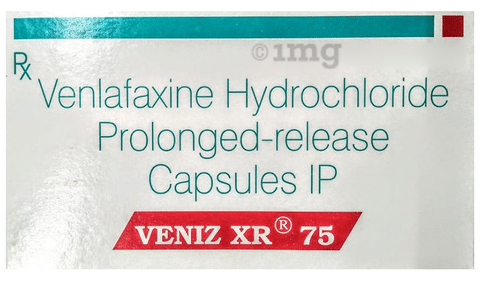 ©1mg
Rx
Venlafaxine Hydrochloride
Prolonged-release
Capsules IP
VENIZ XR® 75